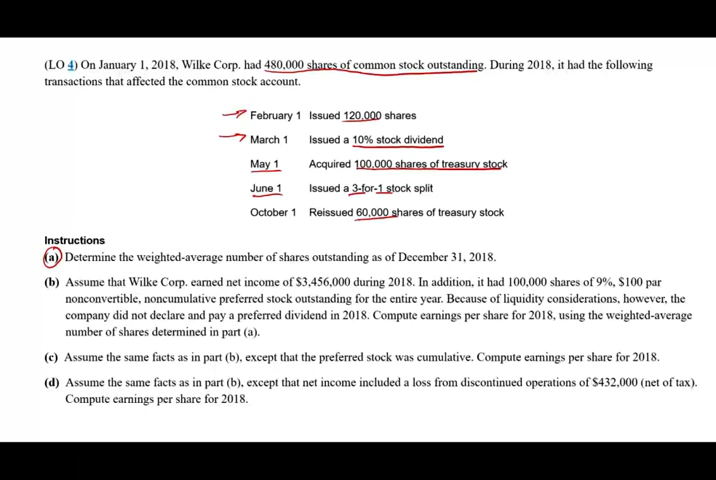 (LO 4) On January 1, 2018, Wilke Corp. had 480,000 shares of common stock outstanding. During 2018, it had the following
transactions that affected the common stock account.
February 1 Issued 120,000 shares
March 1 Issued a 10% stock dividend
May 1 Acquired 100,000 shares of treasury stock
June 1 Issued a 3-for-1 stock split
October 1 Reissued 60,000 shares of treasury stock
Instructions
(a) Determine the weighted-average number of shares outstanding as of December 31, 2018.
(b) Assume that Wilke Corp. earned net income of $3,456,000 during 2018. In addition, it had 100,000 shares of 9%, $100 par
nonconvertible, noncumulative preferred stock outstanding for the entire year. Because of liquidity considerations, however, the
company did not declare and pay a preferred dividend in 2018. Compute earnings per share for 2018, using the weighted-average
number of shares determined in part (a).
(c) Assume the same facts as in part (b), except that the preferred stock was cumulative. Compute earnings per share for 2018.
(d) Assume the same facts as in part (b), except that net income included a loss from discontinued operations of $432,000 (net of tax).
Compute earnings per share for 2018.